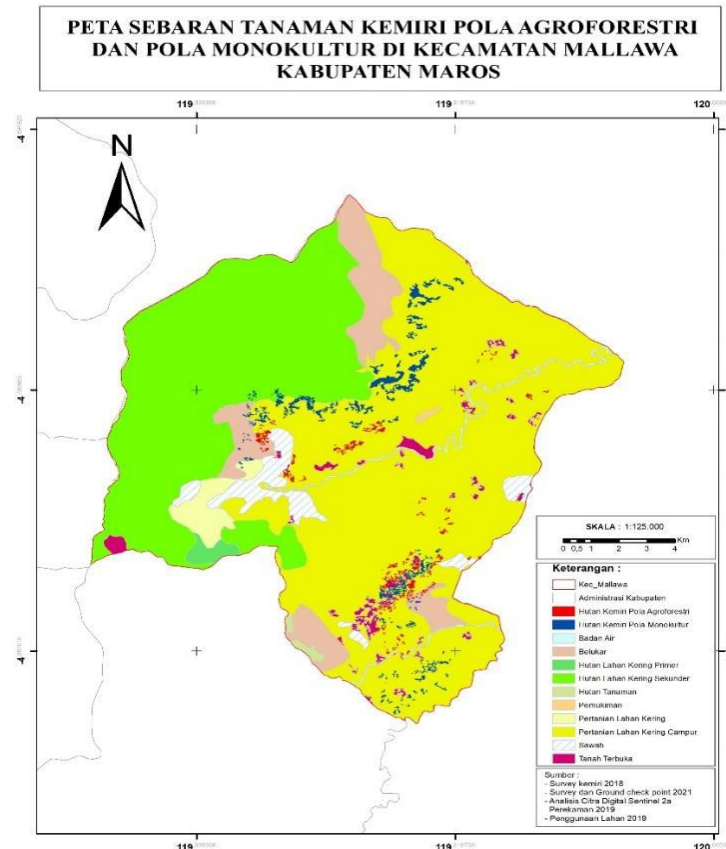 PETA SEBARAN TANAMAN KEMIRI POLA AGROFORESTRI
DAN POLA MONOKULTUR DI KECAMATAN MALLAWA
KABUPATEN MAROS
119
119
120
N
SKALA : 1:125.000
Km
0 0,5 1 2 3 4
Keterangan :
Kec_Mallawa
Administrasi Kabupaten
Hutan Kemiri Pola Agroforestri
Hutan Kemiri Pola Monokultur
Badan Air
Belukar
Hutan Lahan Kering Primer
Hutan Lahan Kering Sekunder
Hutan Tanaman
Pemukiman
Pertanian Lahan Kering
Pertanian Lahan Kering Campur
Sawah
Tanah Terbuka
Sumber :
- Survey kemiri 2018
- Survey dan Ground check point 2021
- Analisis Citra Digital Sentinel 2a
Perekaman 2019
- Penggunaan Lahan 2019
119
119
120